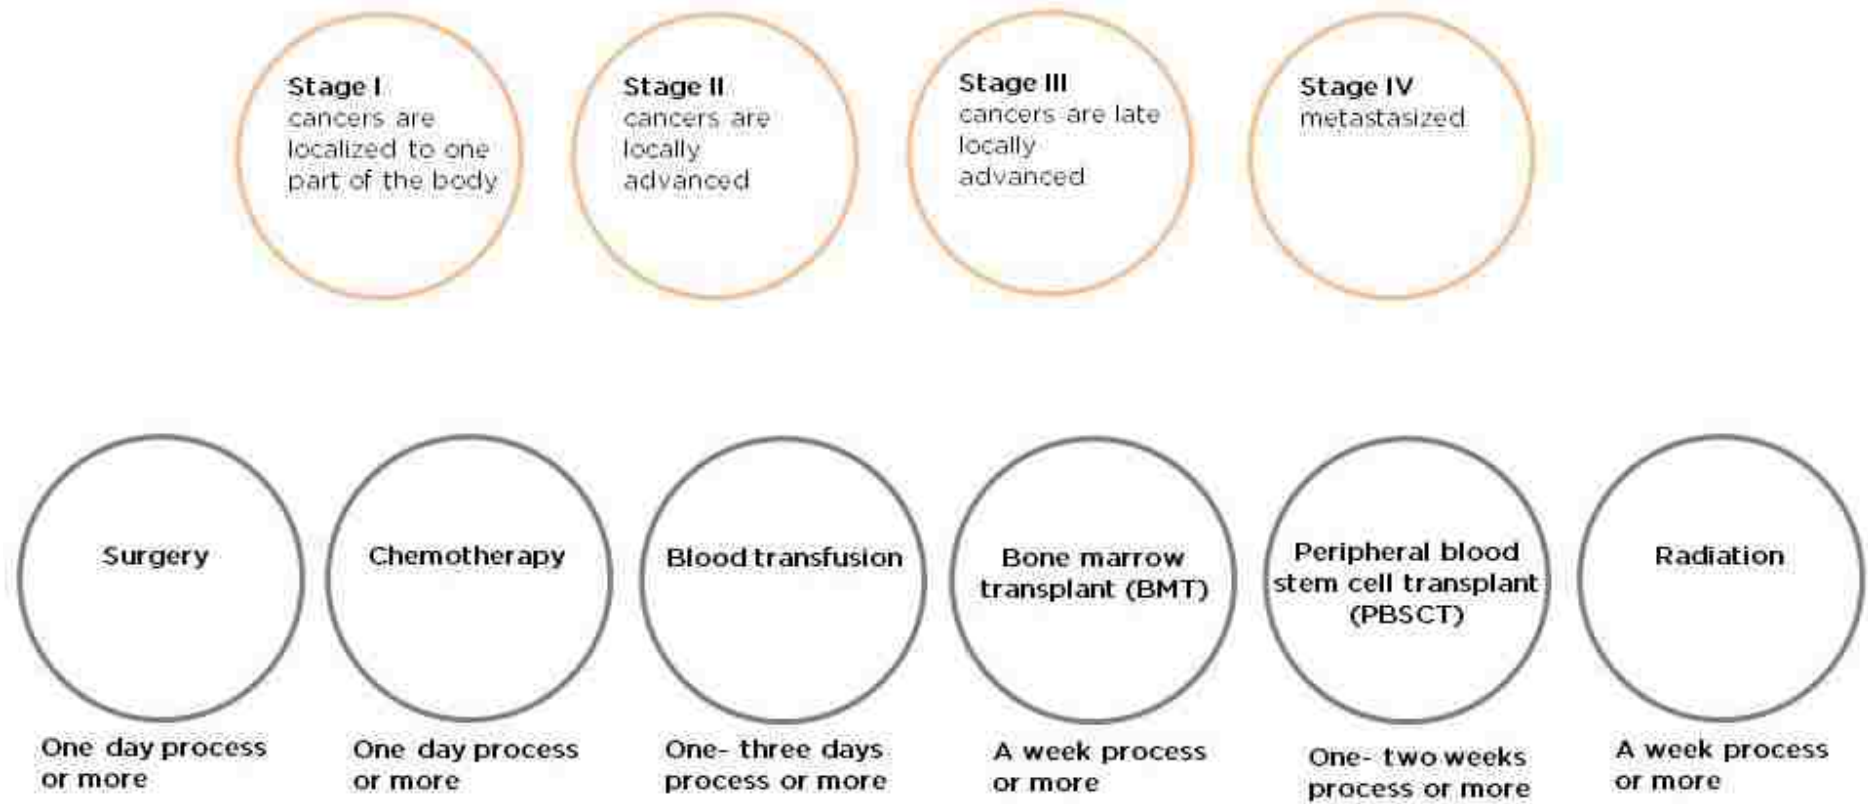 Stage I
cancers are
localized to one
part of the body
Stage II
cancers are
locally
advanced
Stage III
cancers are late
locally
advanced
Stage IV
metastasized
Surgery
Chemotherapy
Blood transfusion
Bone marrow
transplant (BMT)
Peripheral blood
stem cell transplant
(PBSCT)
Radiation
One day process
or more
One day process
or more
One- three days
process or more
A week process
or more
One- two weeks
process or more
A week process
or more